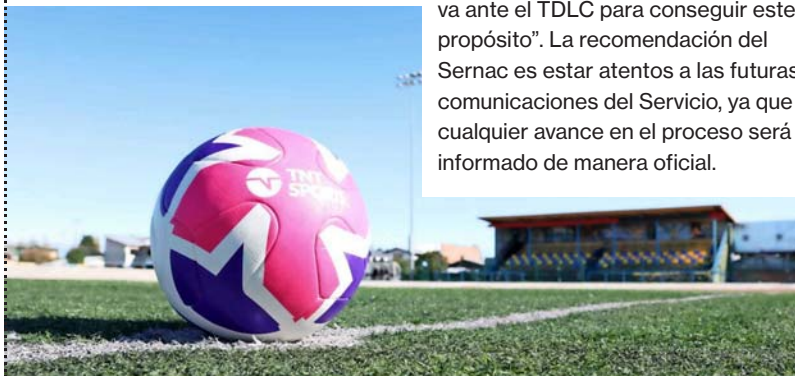 va ante el TDLC para conseguir este
propósito”. La recomendación del
Sernac es estar atentos a las futuras
comunicaciones del Servicio, ya que
cualquier avance en el proceso será
informado de manera oficial.
TNT
SPORTS